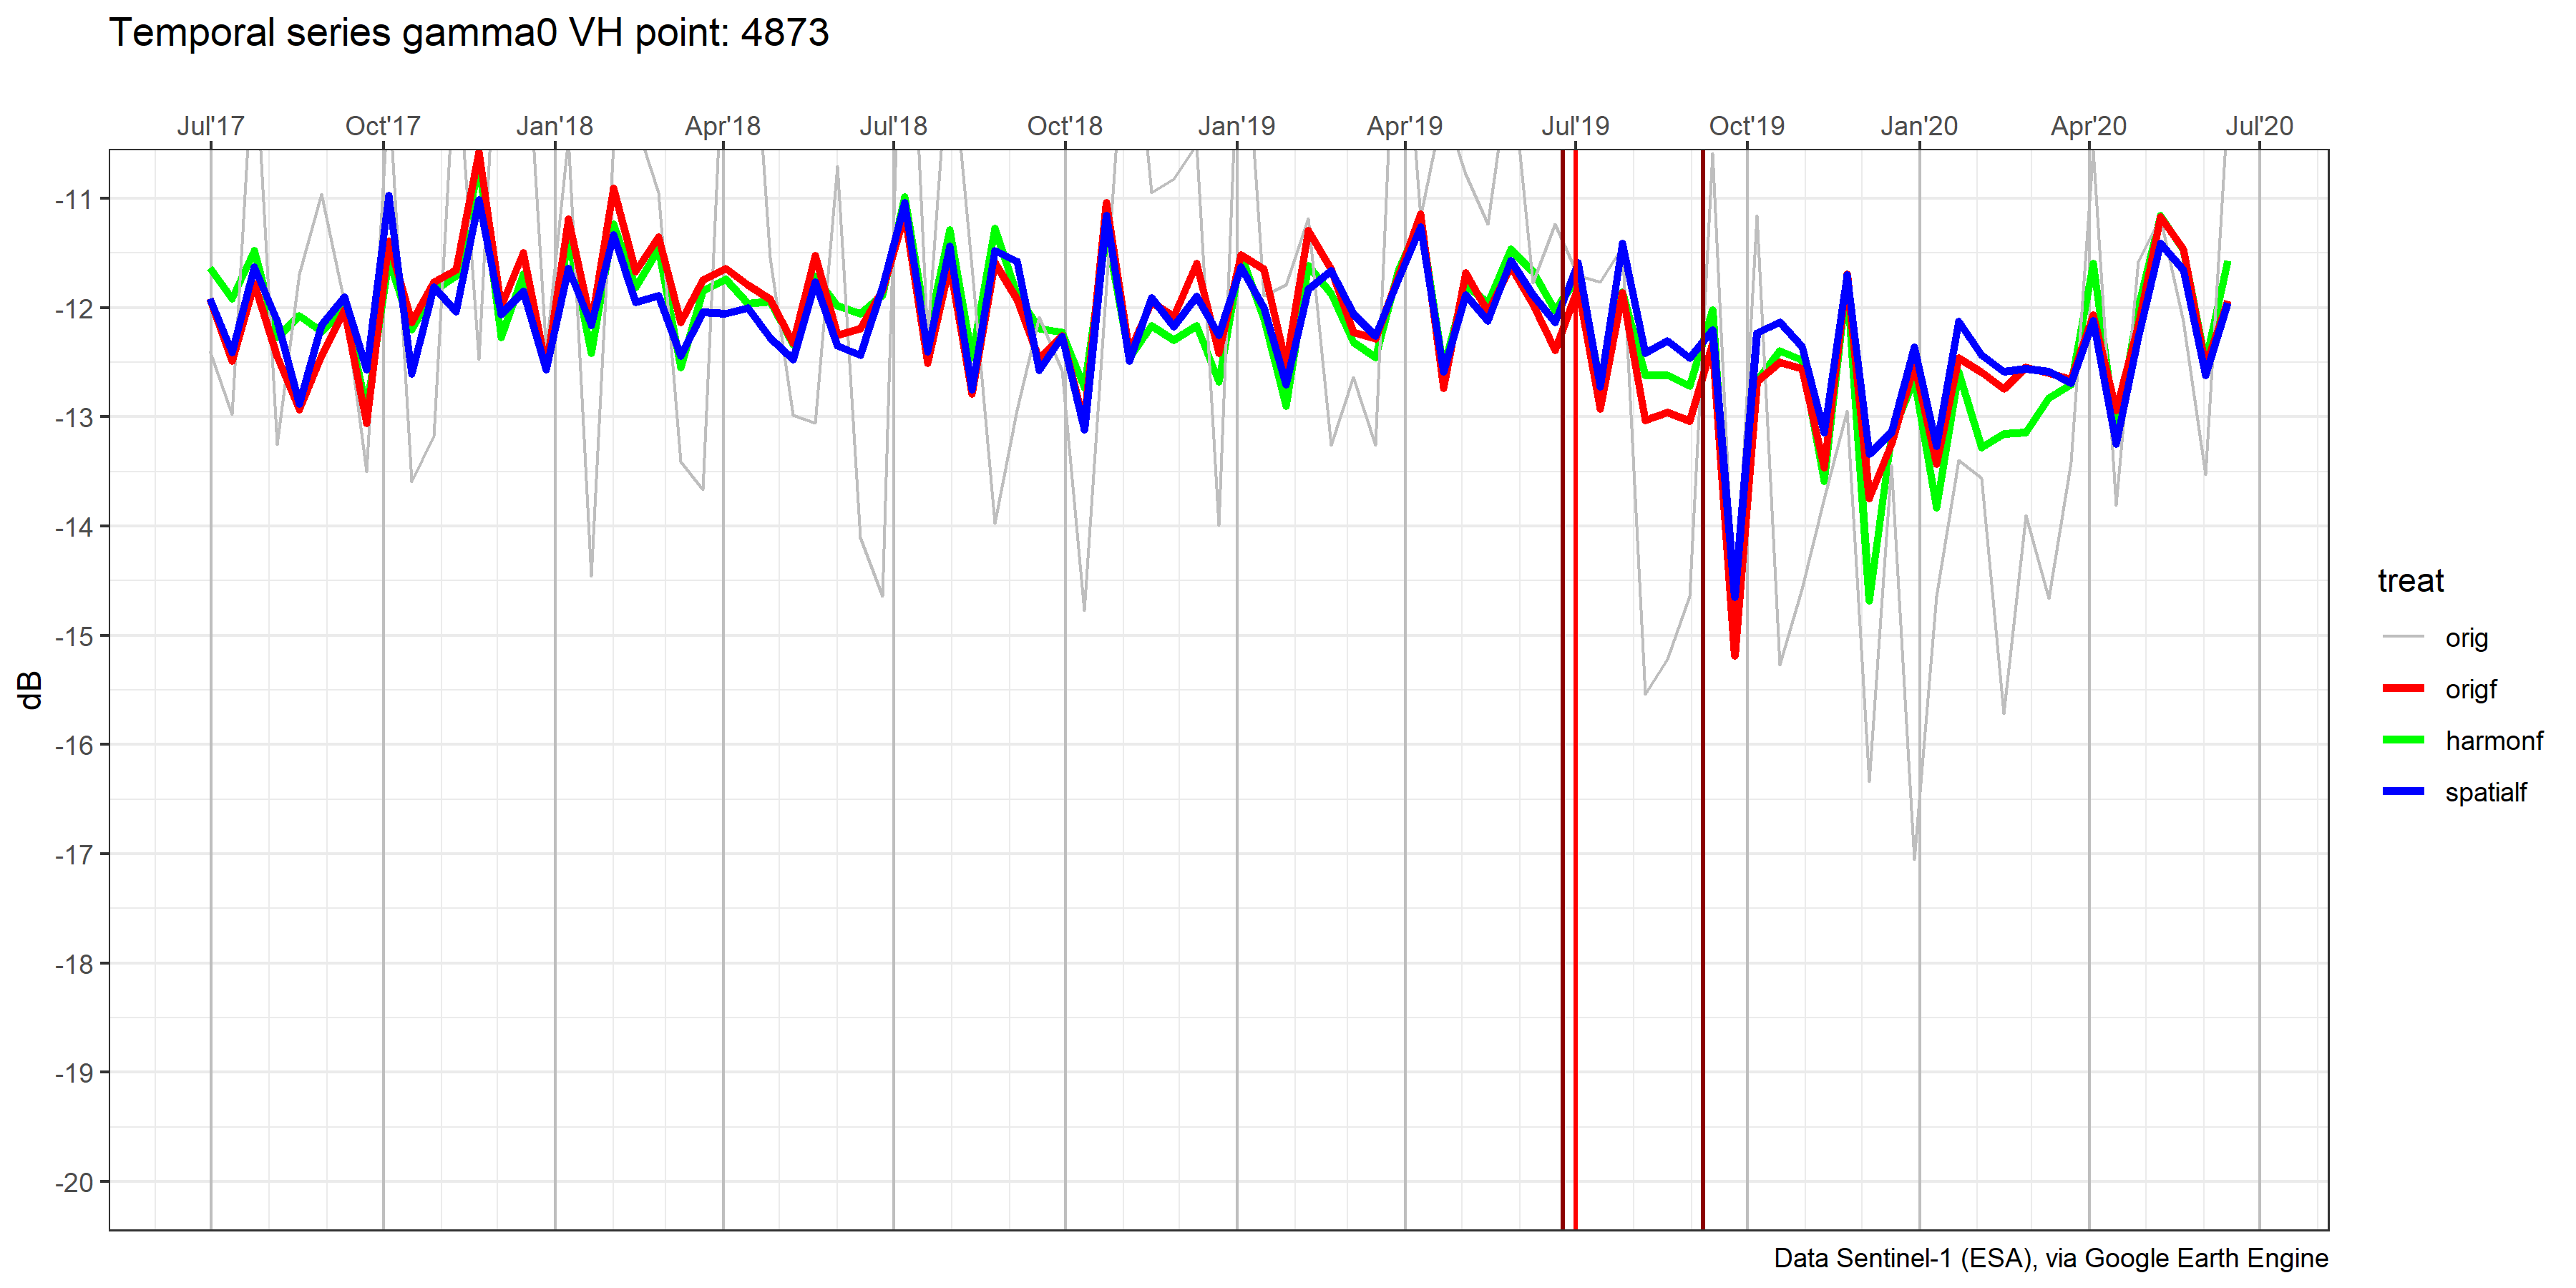 Temporal series gamma0 VH point: 4873
Jul'17 Oct'17 Jan'18 Apr'18 Jul'18 Oct'18 Jan'19 Apr'19 Jul'19 Oct'19 Jan'20 Apr'20 Jul'20
-11
-12
-13
-14
-15
-16
-17
-18
-19
-20
dB
treat
orig
origf
harmonf
spatialf
Data Sentinel-1 (ESA), via Google Earth Engine